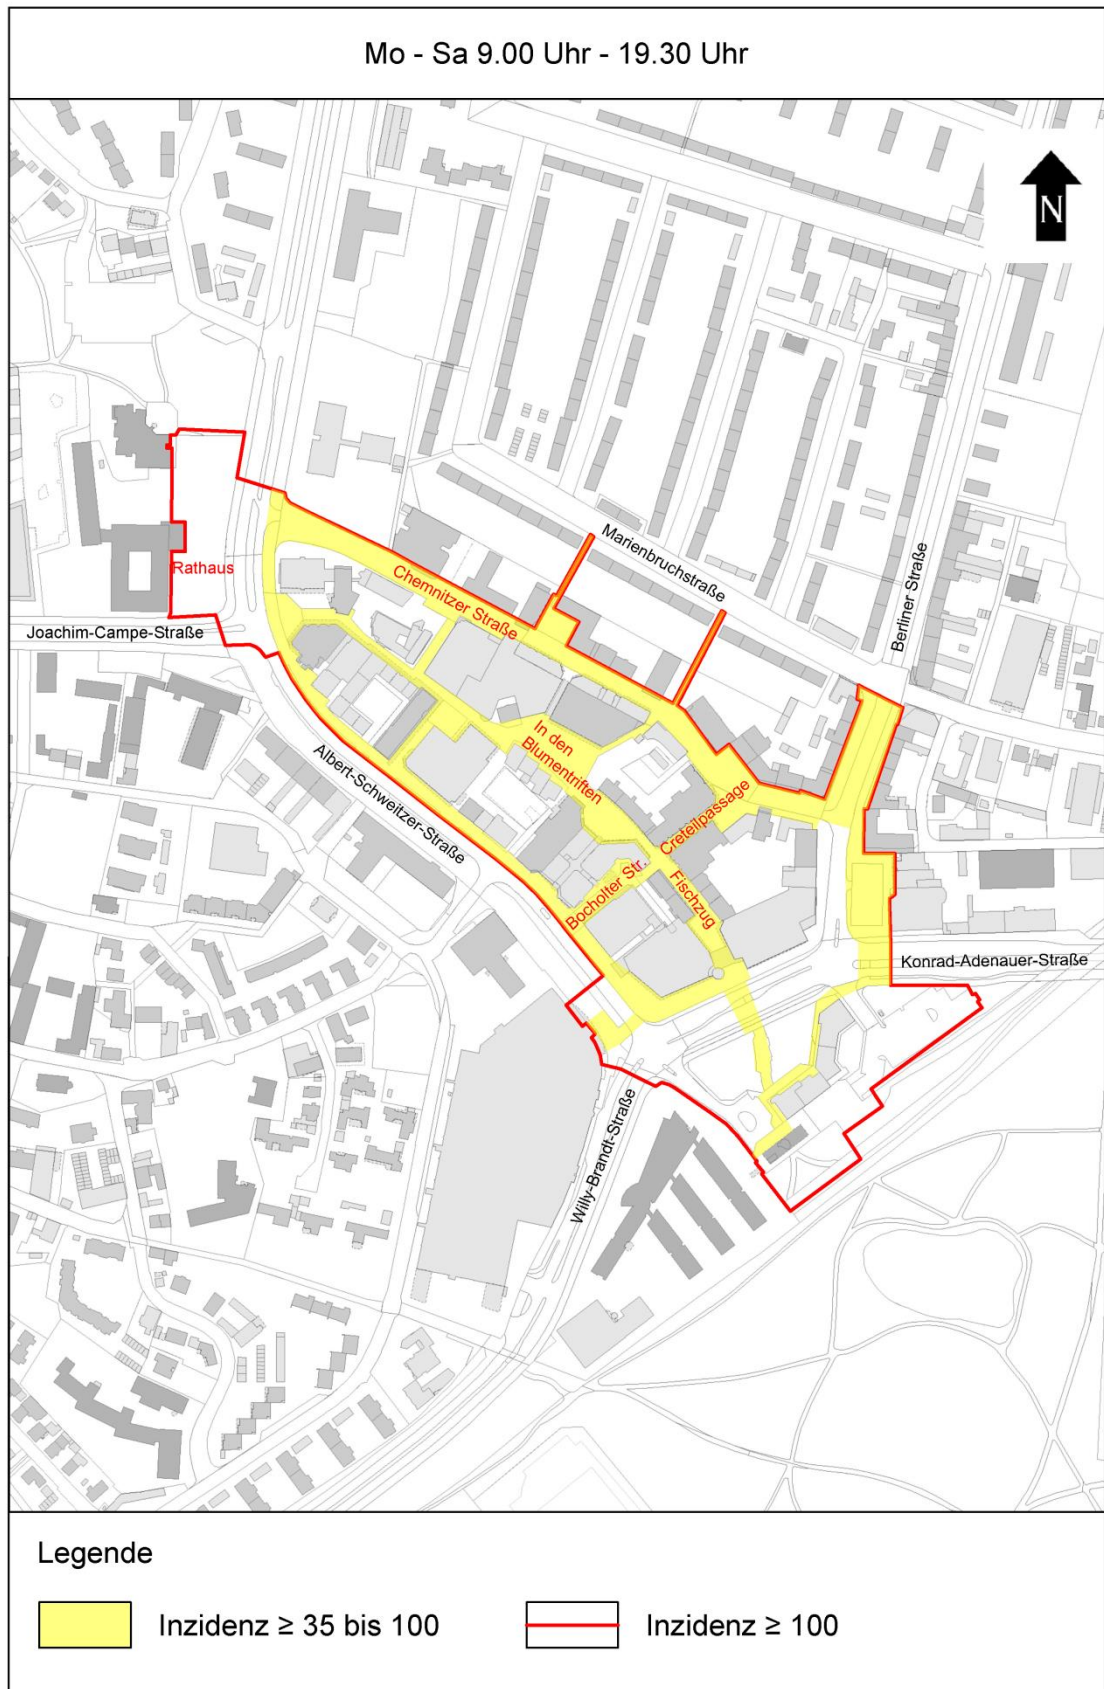 Mo - Sa 9.00 Uhr - 19.30 Uhr
N
Marienbruchstraße
Berliner Straße
Rathaus
Chemnitzer Straße
Joachim-Campe-Straße
In den
Blumentriften
Albert-Schweitzer-Straße
Creteilpassage
Bocholter Str.
Fischzug
Konrad-Adenauer-Straße
Willy-Brandt-Straße
Legende
Inzidenz ≥ 35 bis 100
Inzidenz ≥ 100